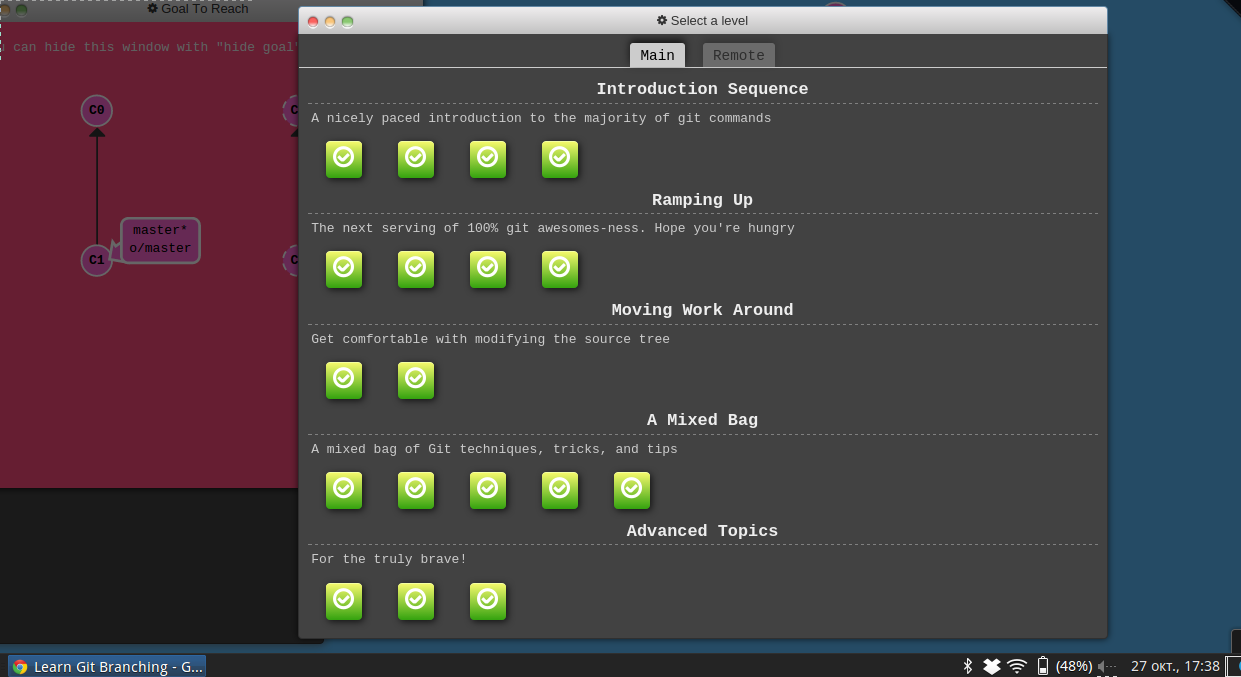 Goal To Reach
can hide this window with "hide goal"
C0
master*
o/master
C1
Select a level
Main
Remote
Introduction Sequence
A nicely paced introduction to the majority of git commands
Ramping Up
The next serving of 100% git awesomes-ness. Hope you're hungry
Moving Work Around
Get comfortable with modifying the source tree
A Mixed Bag
A mixed bag of Git techniques, tricks, and tips
Advanced Topics
For the truly brave!
Learn Git Branching - G...
(48%)
27 окт., 17:38